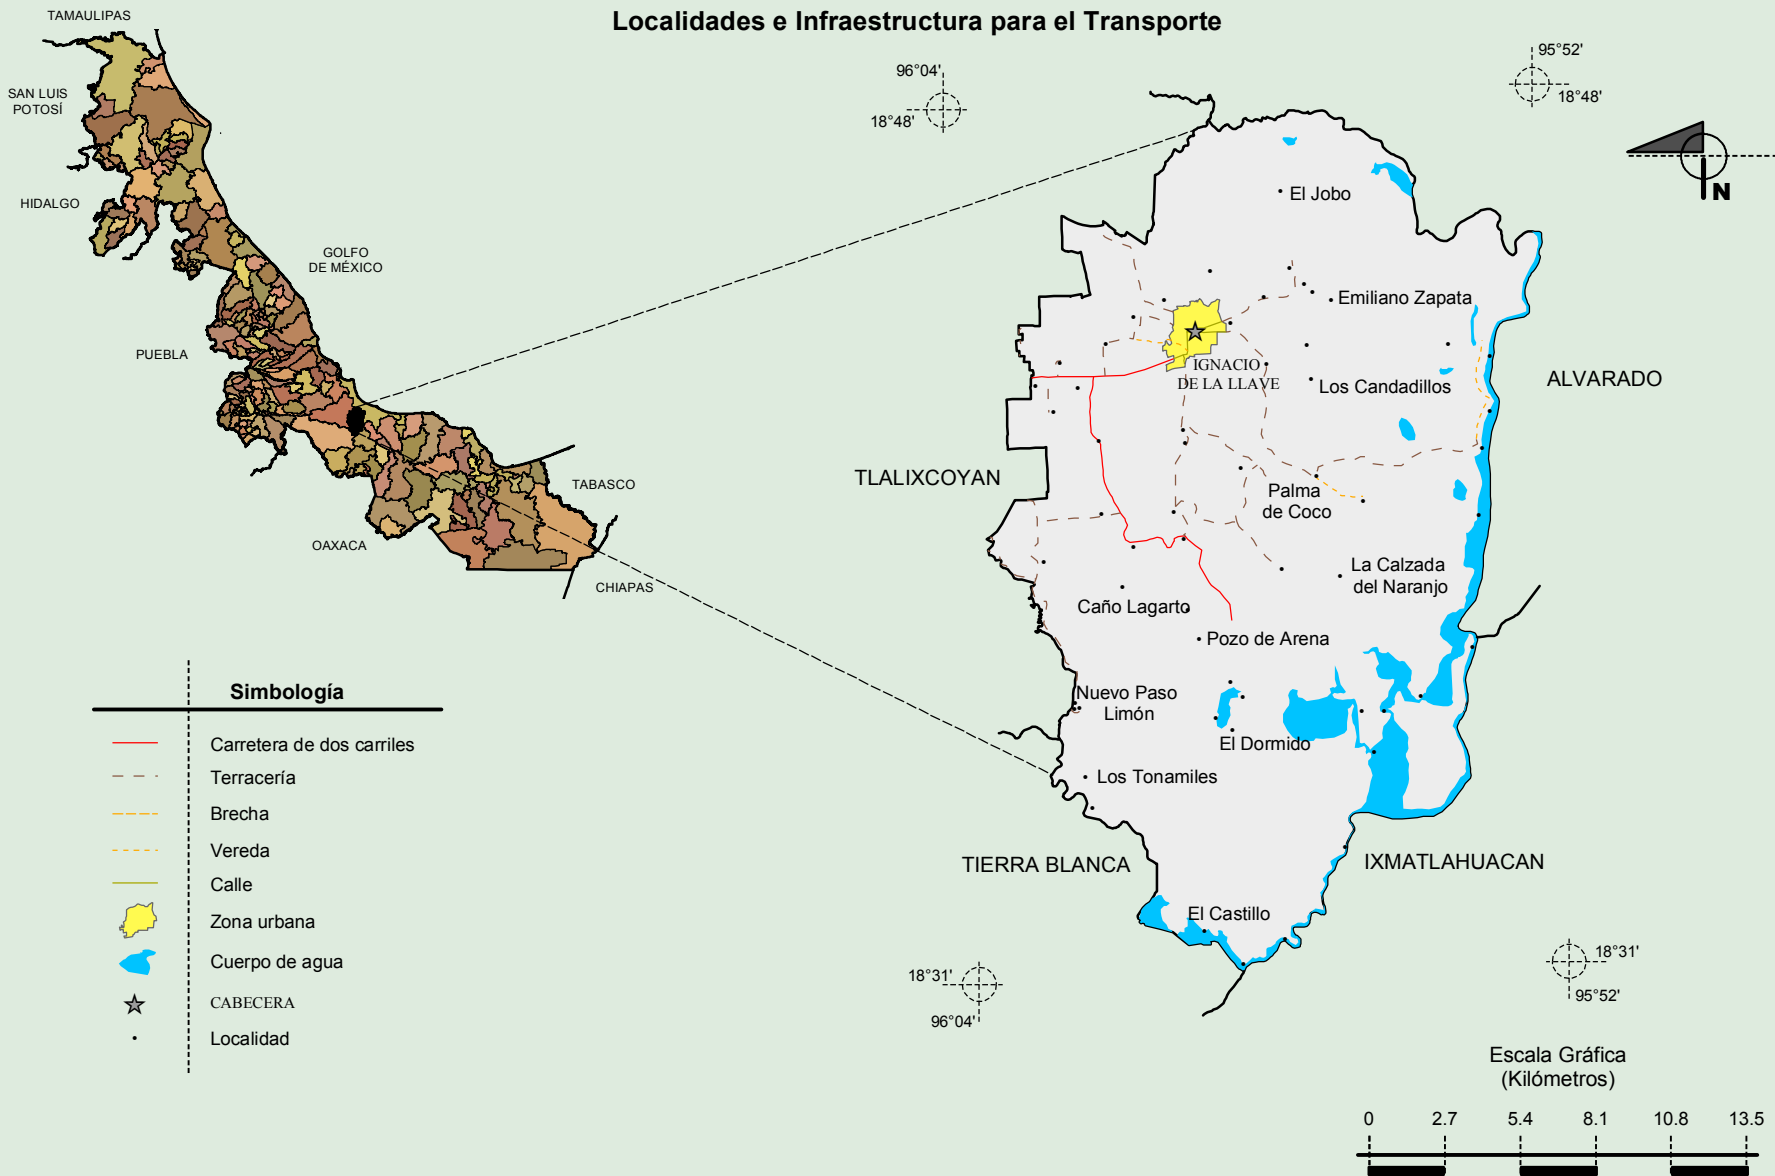 Localidades e Infraestructura para el Transporte
TAMAULIPAS
SAN LUIS
POTOSÍ
HIDALGO
GOLFO
DE MÉXICO
PUEBLA
OAXACA
TABASCO
CHIAPAS
96°04'
18°48'
95°52'
18°48'
N
El Jobo
Emiliano Zapata
IGNACIO
DE LA LLAVE
Los Candadillos
ALVARADO
TLALIXCOYAN
Palma
de Coco
La Calzada
del Naranjo
Caño Lagarto
Pozo de Arena
Nuevo Paso
Limón
El Dormido
Los Tonamiles
TIERRA BLANCA
IXMATLAHUACAN
El Castillo
18°31'
96°04'
18°31'
95°52'
Simbología
Carretera de dos carriles
Terracería
Brecha
Vereda
Calle
Zona urbana
Cuerpo de agua
CABECERA
Localidad
Escala Gráfica
(Kilómetros)
0 2.7 5.4 8.1 10.8 13.5